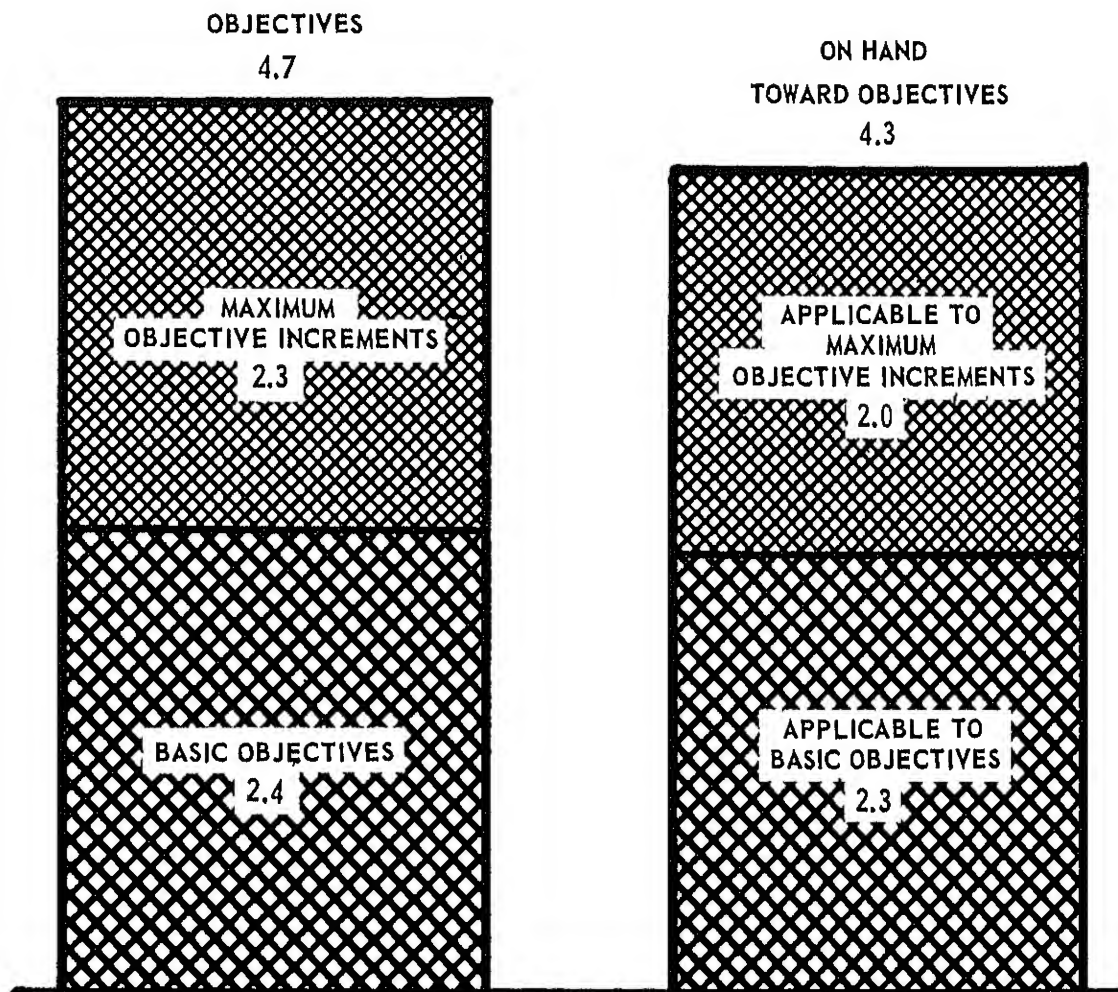 OBJECTIVES
4.7
MAXIMUM
OBJECTIVE INCREMENTS
2.3
BASIC OBJECTIVES
2.4
ON HAND
TOWARD OBJECTIVES
4.3
APPLICABLE TO
MAXIMUM
OBJECTIVE INCREMENTS
2.0
APPLICABLE TO
BASIC OBJECTIVES
2.3